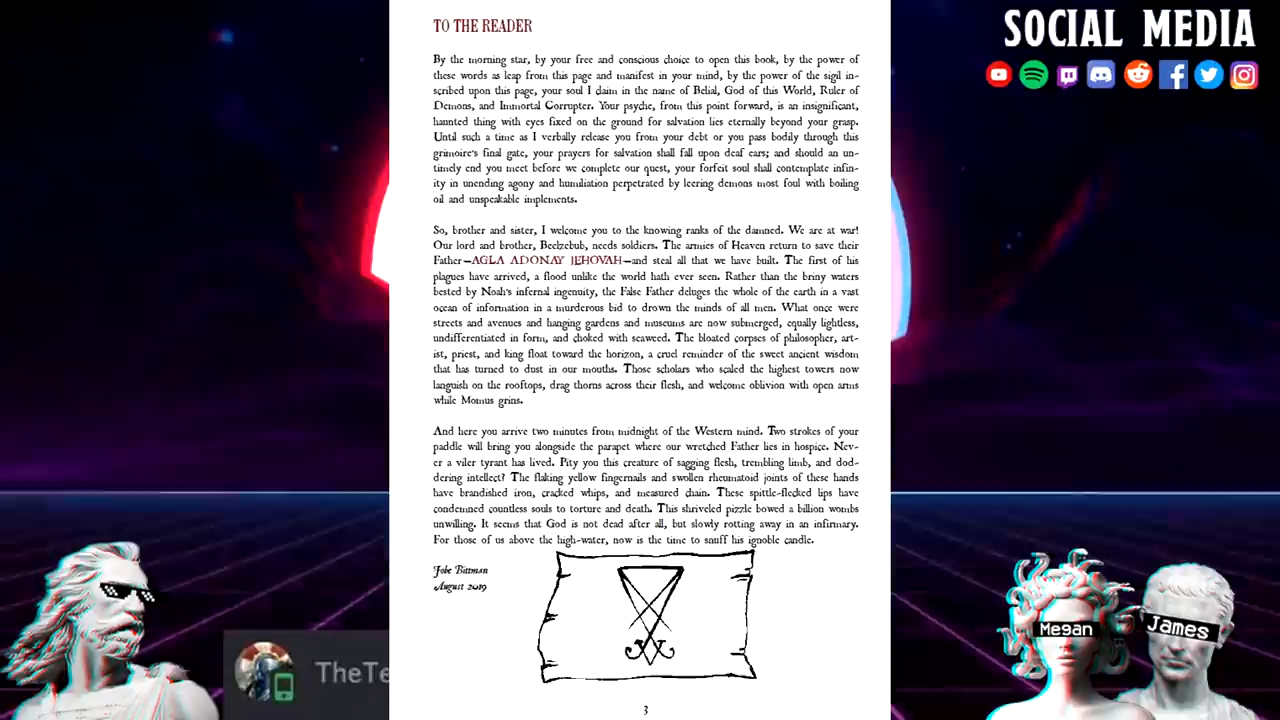 TO THE READER
By the morning star, by your free and conscious choice to open this book, by the power of
these words as leap from this page and manifest in your mind, by the power of the sigil in-
scribed upon this page, your soul I claim in the name of Belial, God of this World, Ruler of
Demons, and Immortal Corrupter. Your psyche, from this point forward, is an insignificant,
haunted thing with eyes fixed on the ground for salvation lies eternally beyond your grasp.
Until such a time as I verbally release you from your debt or you pass bodily through this
grimoire's final gate, your prayers for salvation shall fall upon deaf ears; and should an un-
timely end you meet before we complete our quest, your forfeit soul shall contemplate infin-
ity in unending agony and humiliation perpetrated by leering demons most foul with boiling
oil and unspeakable implements.
So, brother and sister, I welcome you to the knowing ranks of the damned. We are at war!
Our lord and brother, Beelzebub, needs soldiers. The armies of Heaven return to save their
Father—AGLA ADONAY JEHOVAH—and steal all that we have built. The first of his
plagues have arrived, a flood unlike the world hath ever seen. Rather than the briny waters
bested by Noah's infernal ingenuity, the False Father deluges the whole of the earth in a vast
ocean of information in a murderous bid to drown the minds of all men. What once were
streets and avenues and hanging gardens and museums are now submerged, equally lightless,
undifferentiated in form, and choked with seaweed. The bloated corpses of philosopher, art-
ist, priest, and king float toward the horizon, a cruel reminder of the sweet ancient wisdom
that has turned to dust in our mouths. Those scholars who scaled the highest towers now
languish on the rooftops, drag thorns across their flesh, and welcome oblivion with open arms
while Momus grins.
And here you arrive two minutes from midnight of the Western mind. Two strokes of your
paddle will bring you alongside the parapet where our wretched Father lies in hospice. Nev-
er a viler tyrant has lived. Pity you this creature of sagging flesh, trembling limb, and dod-
dering intellect? The flaking yellow fingernails and swollen rheumatoid joints of these hands
have brandished iron, cracked whips, and measured chain. These spittle-flecked lips have
condemned countless souls to torture and death. This shriveled pizzle bowed a billion wombs
unwilling. It seems that God is not dead after all, but slowly rotting away in an infirmary.
For those of us above the high-water, now is the time to snuff his ignoble candle.
Jobe Bittman
August 2019
3
SOCIAL MEDIA
TheTe
Megan
James